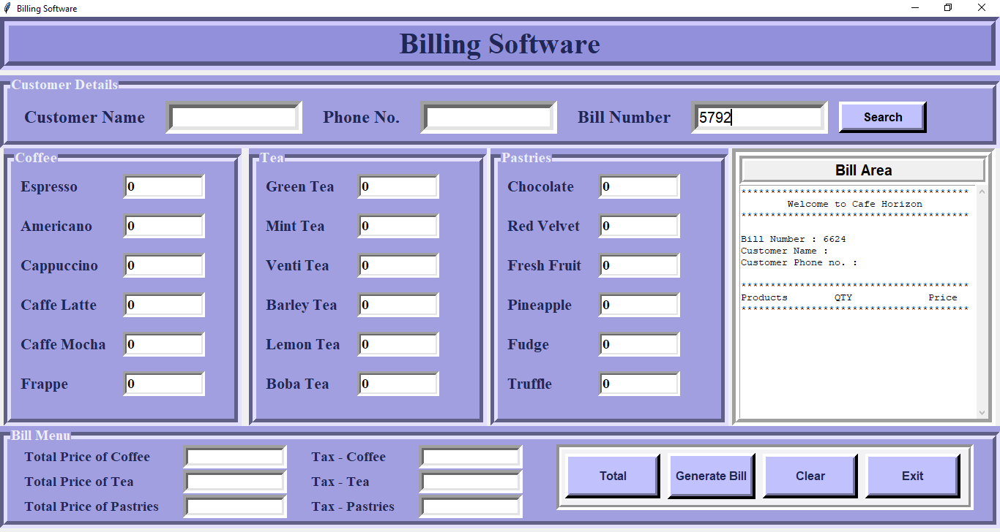 Billing Software
Billing Software
Customer Details
Customer Name Phone No. Bill Number 5792 Search
Coffee
Espresso 0
Americano 0
Cappuccino 0
Caffe Latte 0
Caffe Mocha 0
Frappe 0
Tea
Green Tea 0
Mint Tea 0
Venti Tea 0
Barley Tea 0
Lemon Tea 0
Boba Tea 0
Pastries
Chocolate 0
Red Velvet 0
Fresh Fruit 0
Pineapple 0
Fudge 0
Truffle 0
Bill Area
***************************************
Welcome to Cafe Horizon
***************************************
Bill Number : 6624
Customer Name :
Customer Phone no. :
***************************************
Products QTY Price
***************************************
Bill Menu
Total Price of Coffee Tax - Coffee
Total Price of Tea Tax - Tea
Total Price of Pastries Tax - Pastries
Total Generate Bill Clear Exit